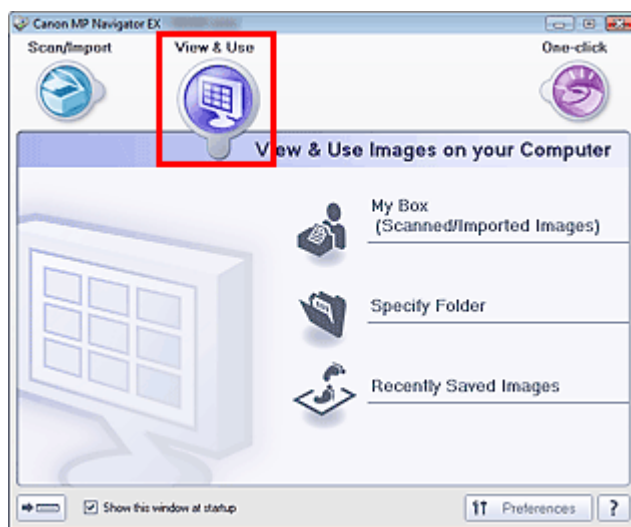 Canon MP Navigator EX
Scan/Import
View & Use
One-click
View & Use Images on your Computer
My Box
(Scanned/Imported Images)
Specify Folder
Recently Saved Images
Show this window at startup
Preferences
?